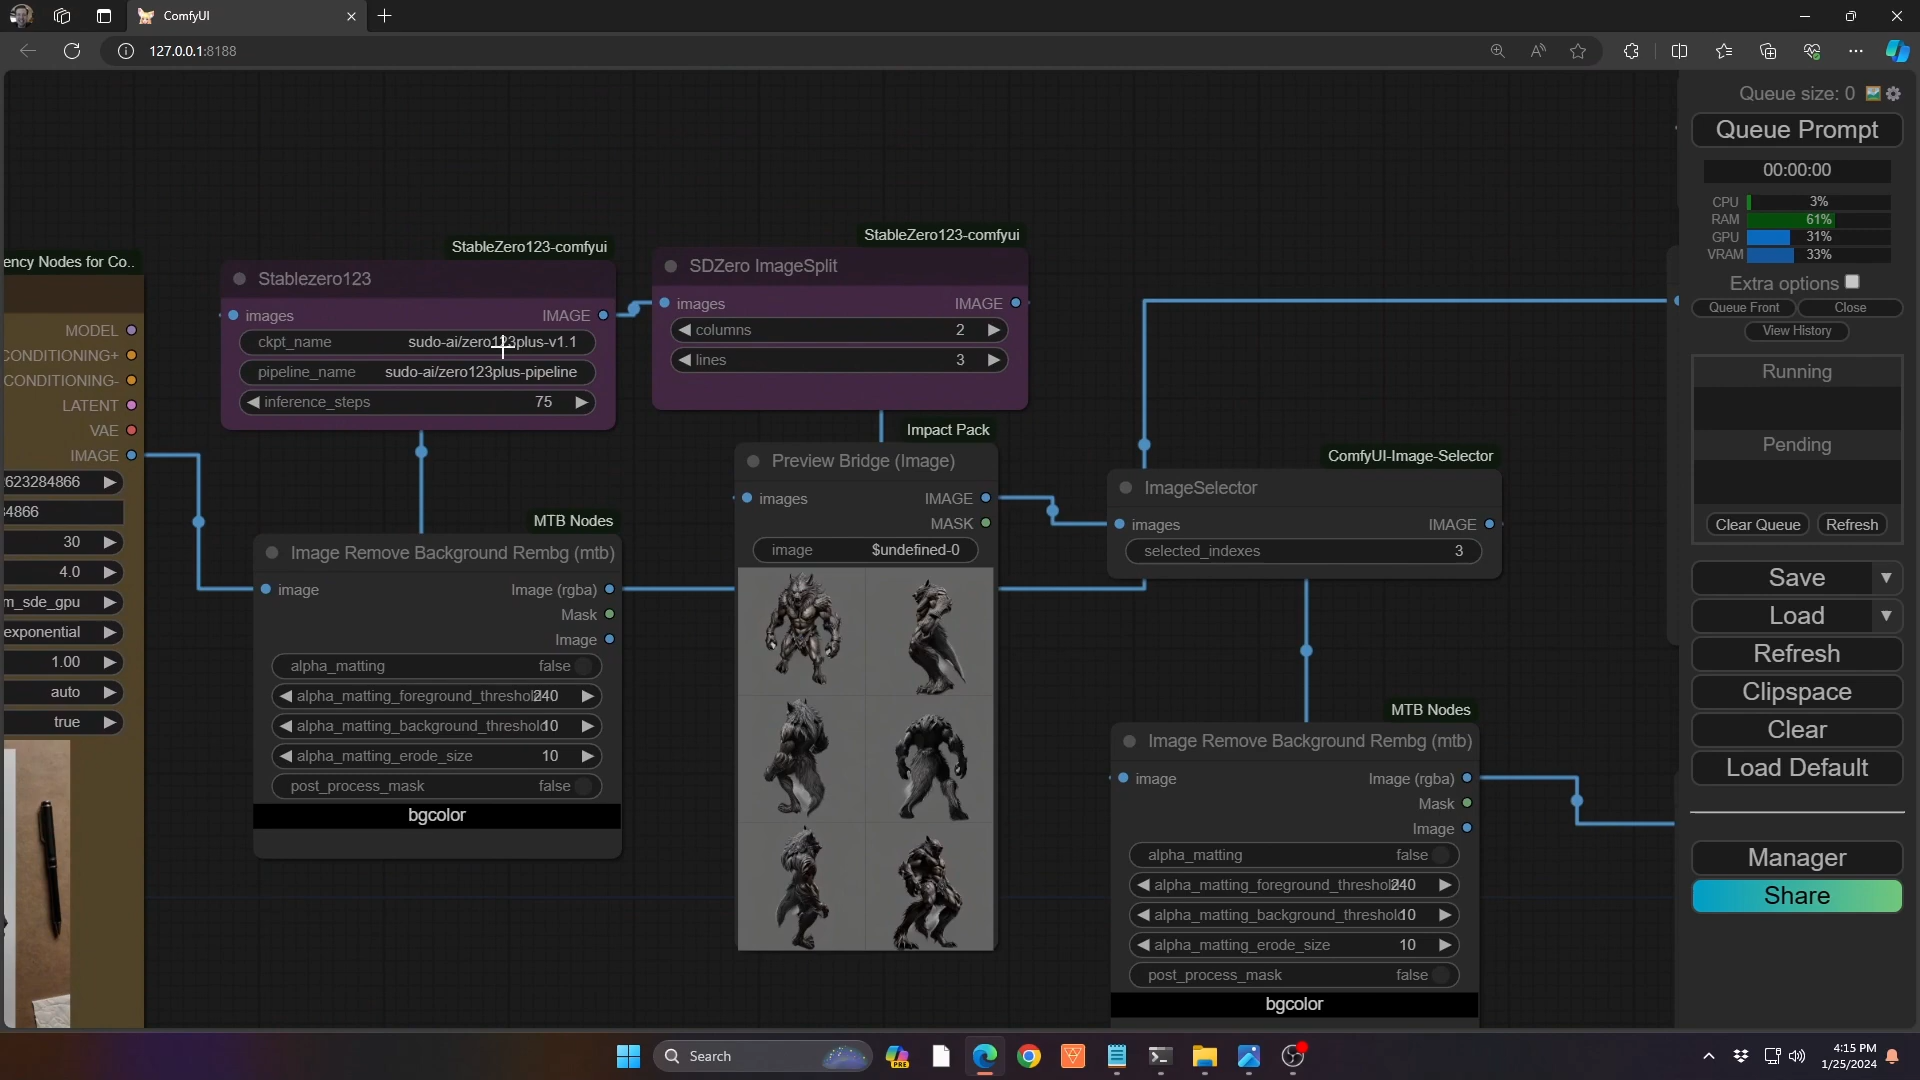 ComfyUI
127.0.0.1:8188
ency Nodes for Co..
MODEL
CONDITIONING+
CONDITIONING-
LATENT
VAE
IMAGE
623284866
4866
30
4.0
m_sde_gpu
exponential
1.00
auto
true
StableZero123-comfyui
Stablezero123
images IMAGE
ckpt_name sudo-ai/zero123plus-v1.1
pipeline_name sudo-ai/zero123plus-pipeline
inference_steps 75
StableZero123-comfyui
SDZero ImageSplit
images IMAGE
columns 2
lines 3
MTB Nodes
Image Remove Background Rembg (mtb)
image Image (rgba)
Mask
Image
alpha_matting false
alpha_matting_foreground_threshold 240
alpha_matting_background_threshold 10
alpha_matting_erode_size 10
post_process_mask false
bgcolor
Impact Pack
Preview Bridge (Image)
images IMAGE
MASK
image $undefined-0
ComfyUI-Image-Selector
ImageSelector
images IMAGE
selected_indexes 3
MTB Nodes
Image Remove Background Rembg (mtb)
image Image (rgba)
Mask
Image
alpha_matting false
alpha_matting_foreground_threshold 240
alpha_matting_background_threshold 10
alpha_matting_erode_size 10
post_process_mask false
bgcolor
Queue size: 0
Queue Prompt
00:00:00
CPU 3%
RAM 61%
GPU 31%
VRAM 33%
Extra options
Queue Front Close
View History
Running
Pending
Clear Queue Refresh
Save
Load
Refresh
Clipspace
Clear
Load Default
Manager
Share
Search
PRE
4:15 PM
1/25/2024